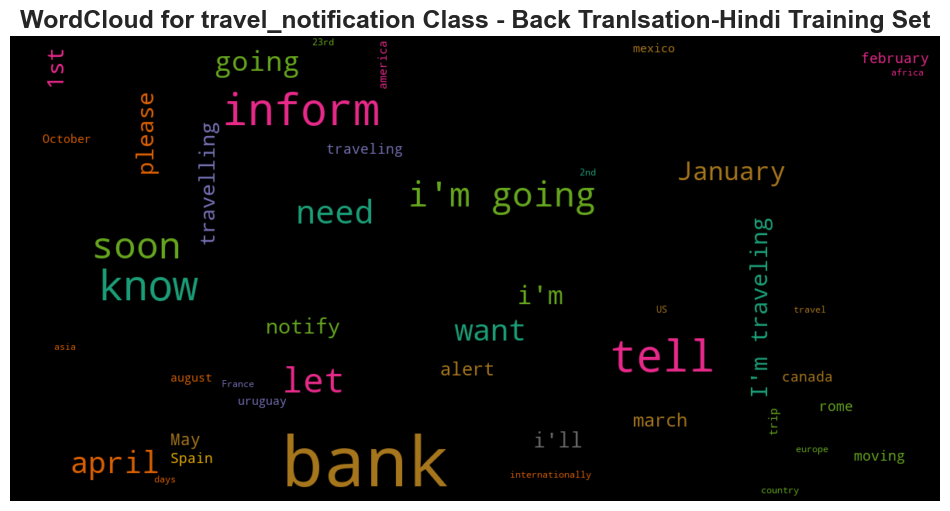 WordCloud for travel_notification Class - Back Tranlsation-Hindi Training Set
23rd
mexico
1st
going
america
february
africa
inform
please
October
travelling
traveling
2nd
January
i'm going
need
soon
I'm traveling
know
i'm
US
travel
notify
want
asia
tell
let
alert
august
France
canada
uruguay
rome
march
trip
May
i'll
bank
Spain
april
europe
moving
days
internationally
country